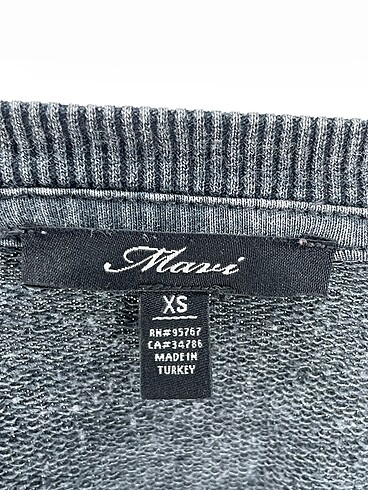 Mavi
XS
RN#95767
CA#34786
MADE IN
TURKEY